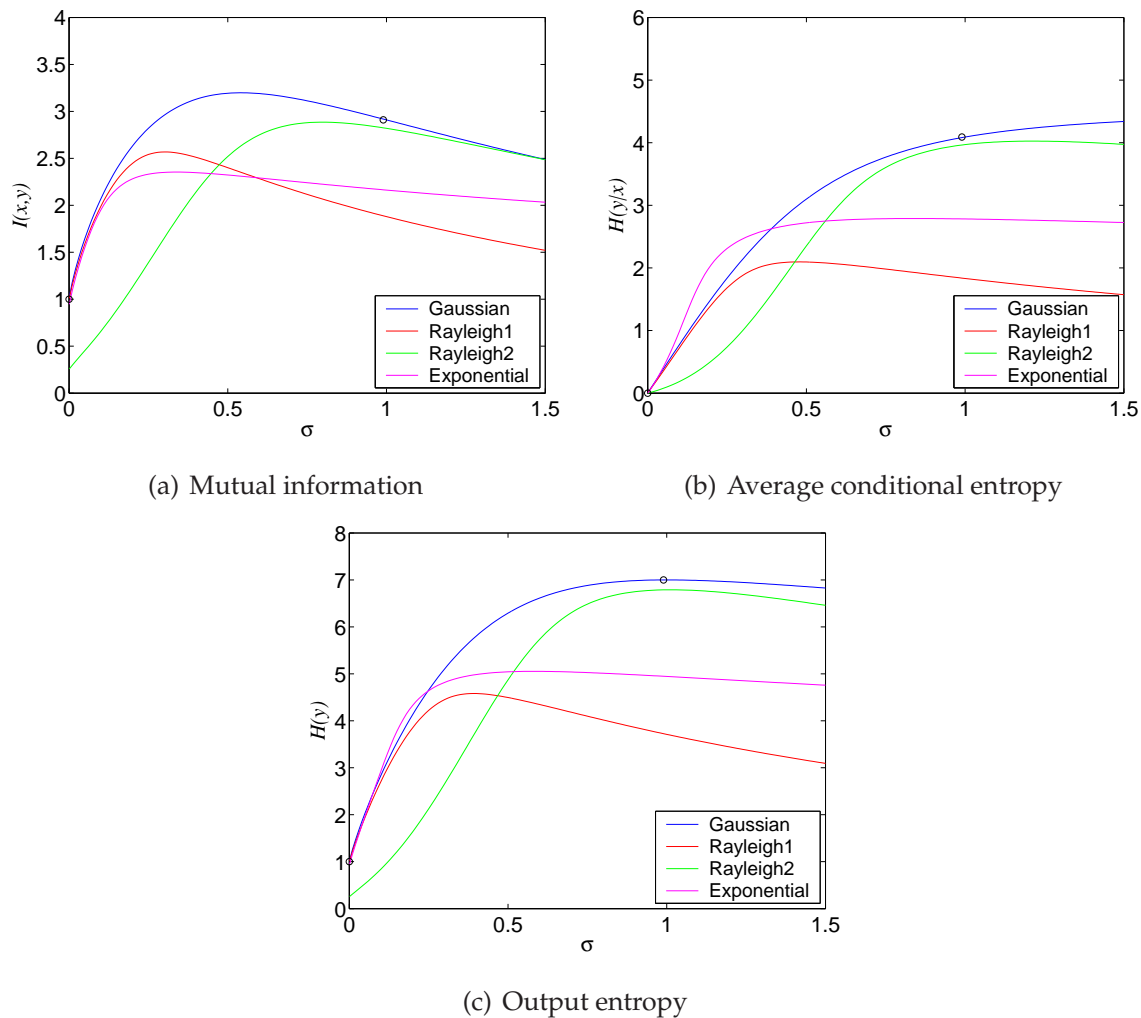 4
3.5
3
2.5
2
1.5
1
0.5
0
0 0.5 1 1.5
I(x,y)
σ
Gaussian
Rayleigh1
Rayleigh2
Exponential
(a) Mutual information
6
5
4
3
2
1
0
0 0.5 1 1.5
H(y/x)
σ
Gaussian
Rayleigh1
Rayleigh2
Exponential
(b) Average conditional entropy
8
7
6
5
4
3
2
1
0
0 0.5 1 1.5
H(y)
σ
Gaussian
Rayleigh1
Rayleigh2
Exponential
(c) Output entropy